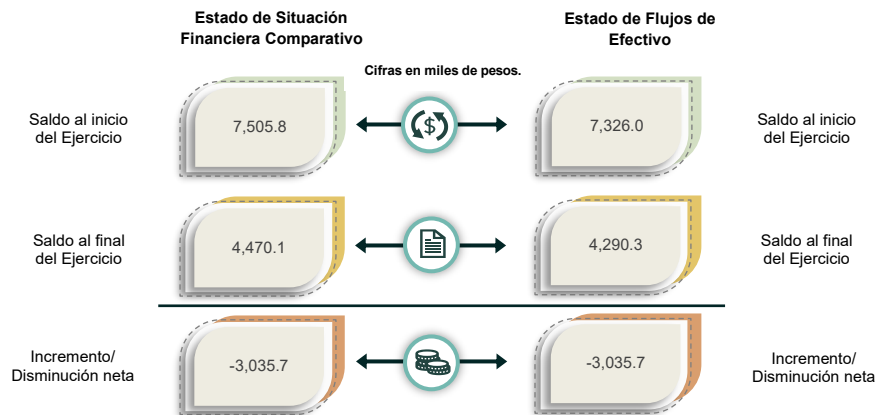 Estado de Situación
Financiera Comparativo
Estado de Flujos de
Efectivo
Cifras en miles de pesos.
Saldo al inicio
del Ejercicio
7,505.8
$
7,326.0
Saldo al inicio
del Ejercicio
Saldo al final
del Ejercicio
4,470.1
4,290.3
Saldo al final
del Ejercicio
Incremento/
Disminución neta
-3,035.7
-3,035.7
Incremento/
Disminución neta